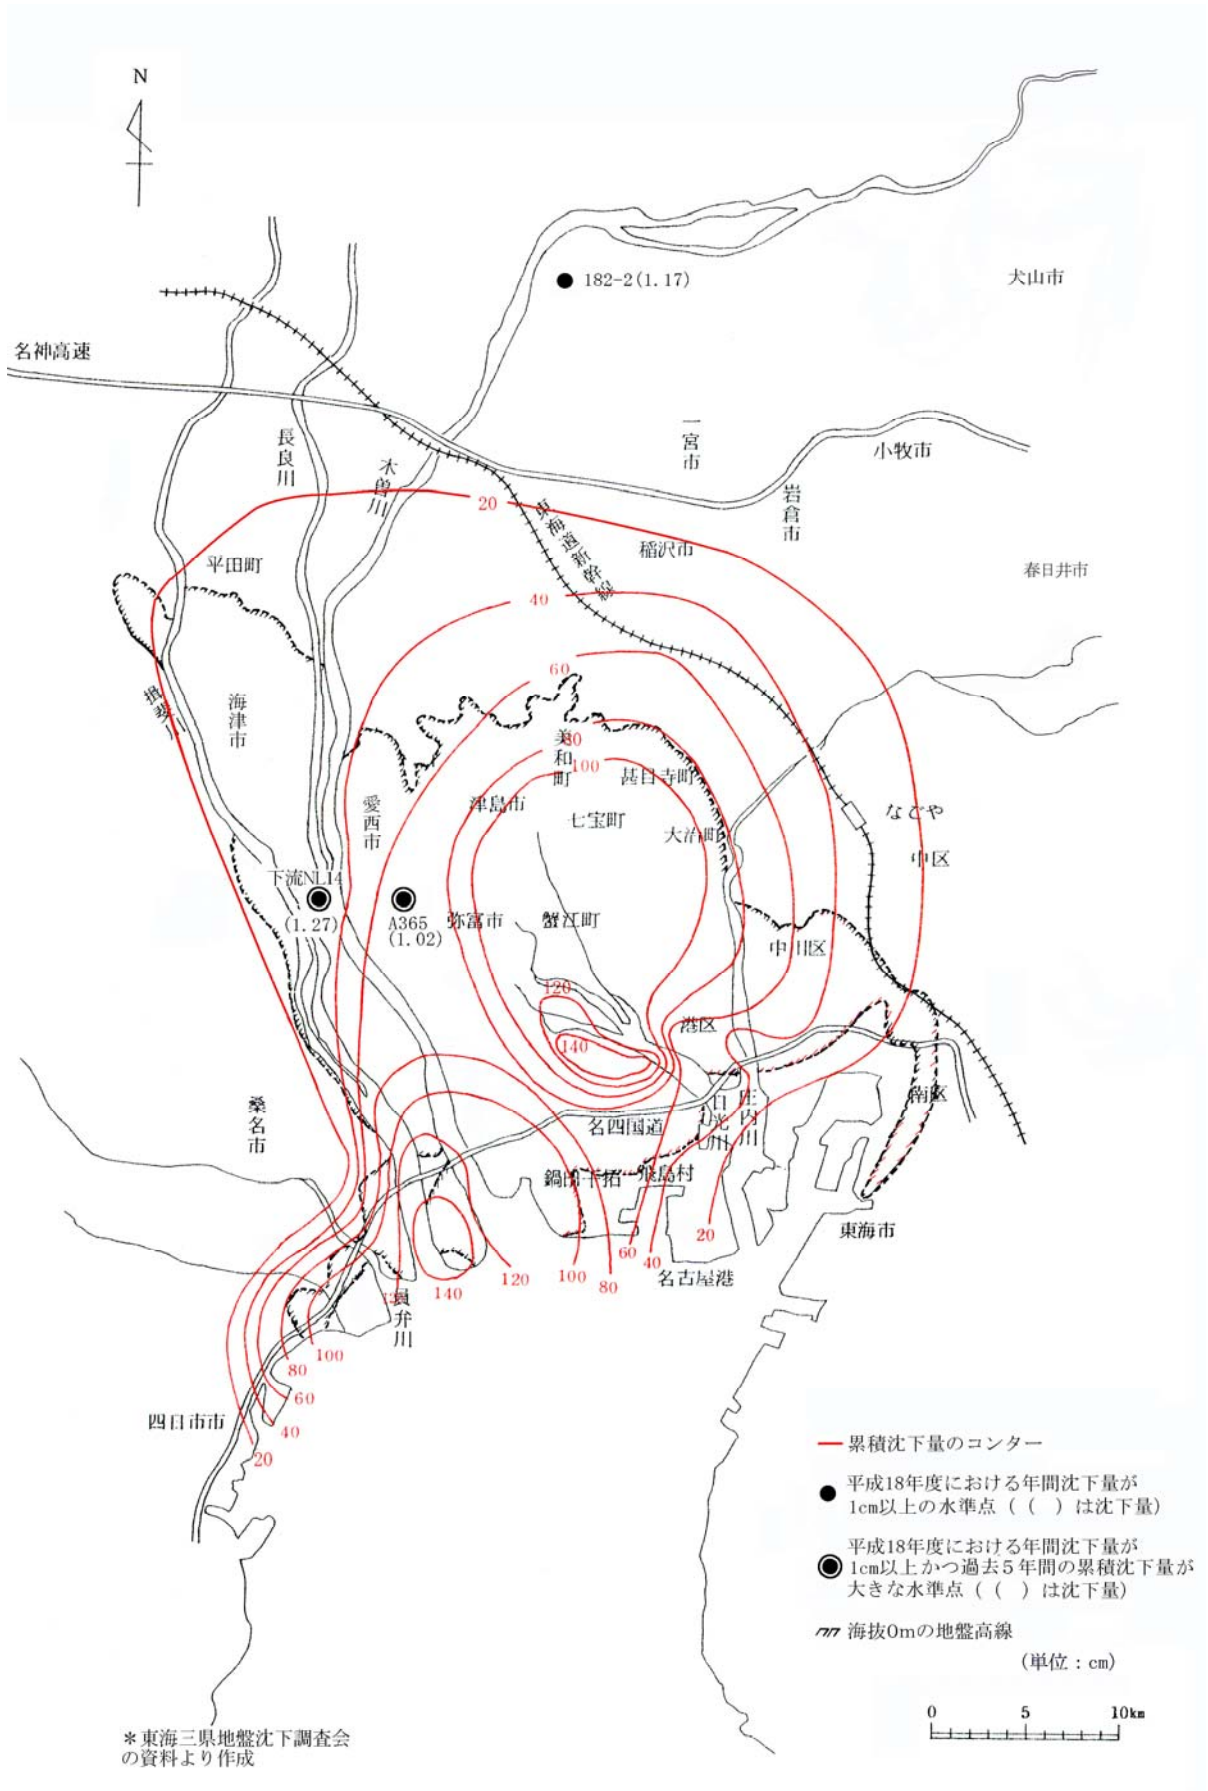 N
182-2(1.17)
犬山市
名神高速
一宮市
小牧市
長良川
木曽川
岩倉市
20
東海道新幹線
稲沢市
平田町
春日井市
40
60
揖斐川
海津市
美和町
80
100
甚目寺町
津島市
愛西市
七宝町
大治町
なごや
中区
下流NL14
(1.27)
A365
(1.02)
弥富市
蟹江町
中川区
120
港区
140
南区
桑名市
日光川
庄内川
名四国道
鍋田干拓
飛島村
東海市
20
60
40
名古屋港
120
100
80
140
員弁川
100
80
60
40
四日市市
20
累積沈下量のコンター
平成18年度における年間沈下量が
1cm以上の水準点(( )は沈下量)
平成18年度における年間沈下量が
1cm以上かつ過去5年間の累積沈下量が
大きな水準点(( )は沈下量)
海抜0mの地盤高線
(単位:cm)
0 5 10km
*東海三県地盤沈下調査会
の資料より作成